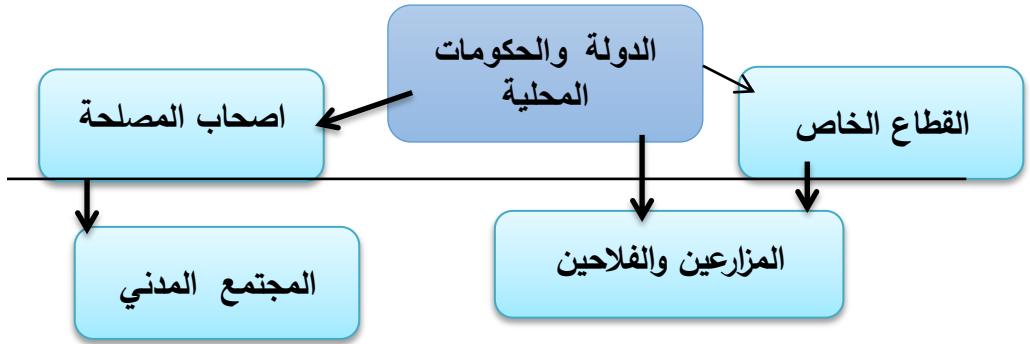 الدولة والحكومات
المحلية
القطاع الخاص
اصحاب المصلحة
المزارعين والفلاحين
المجتمع المدني